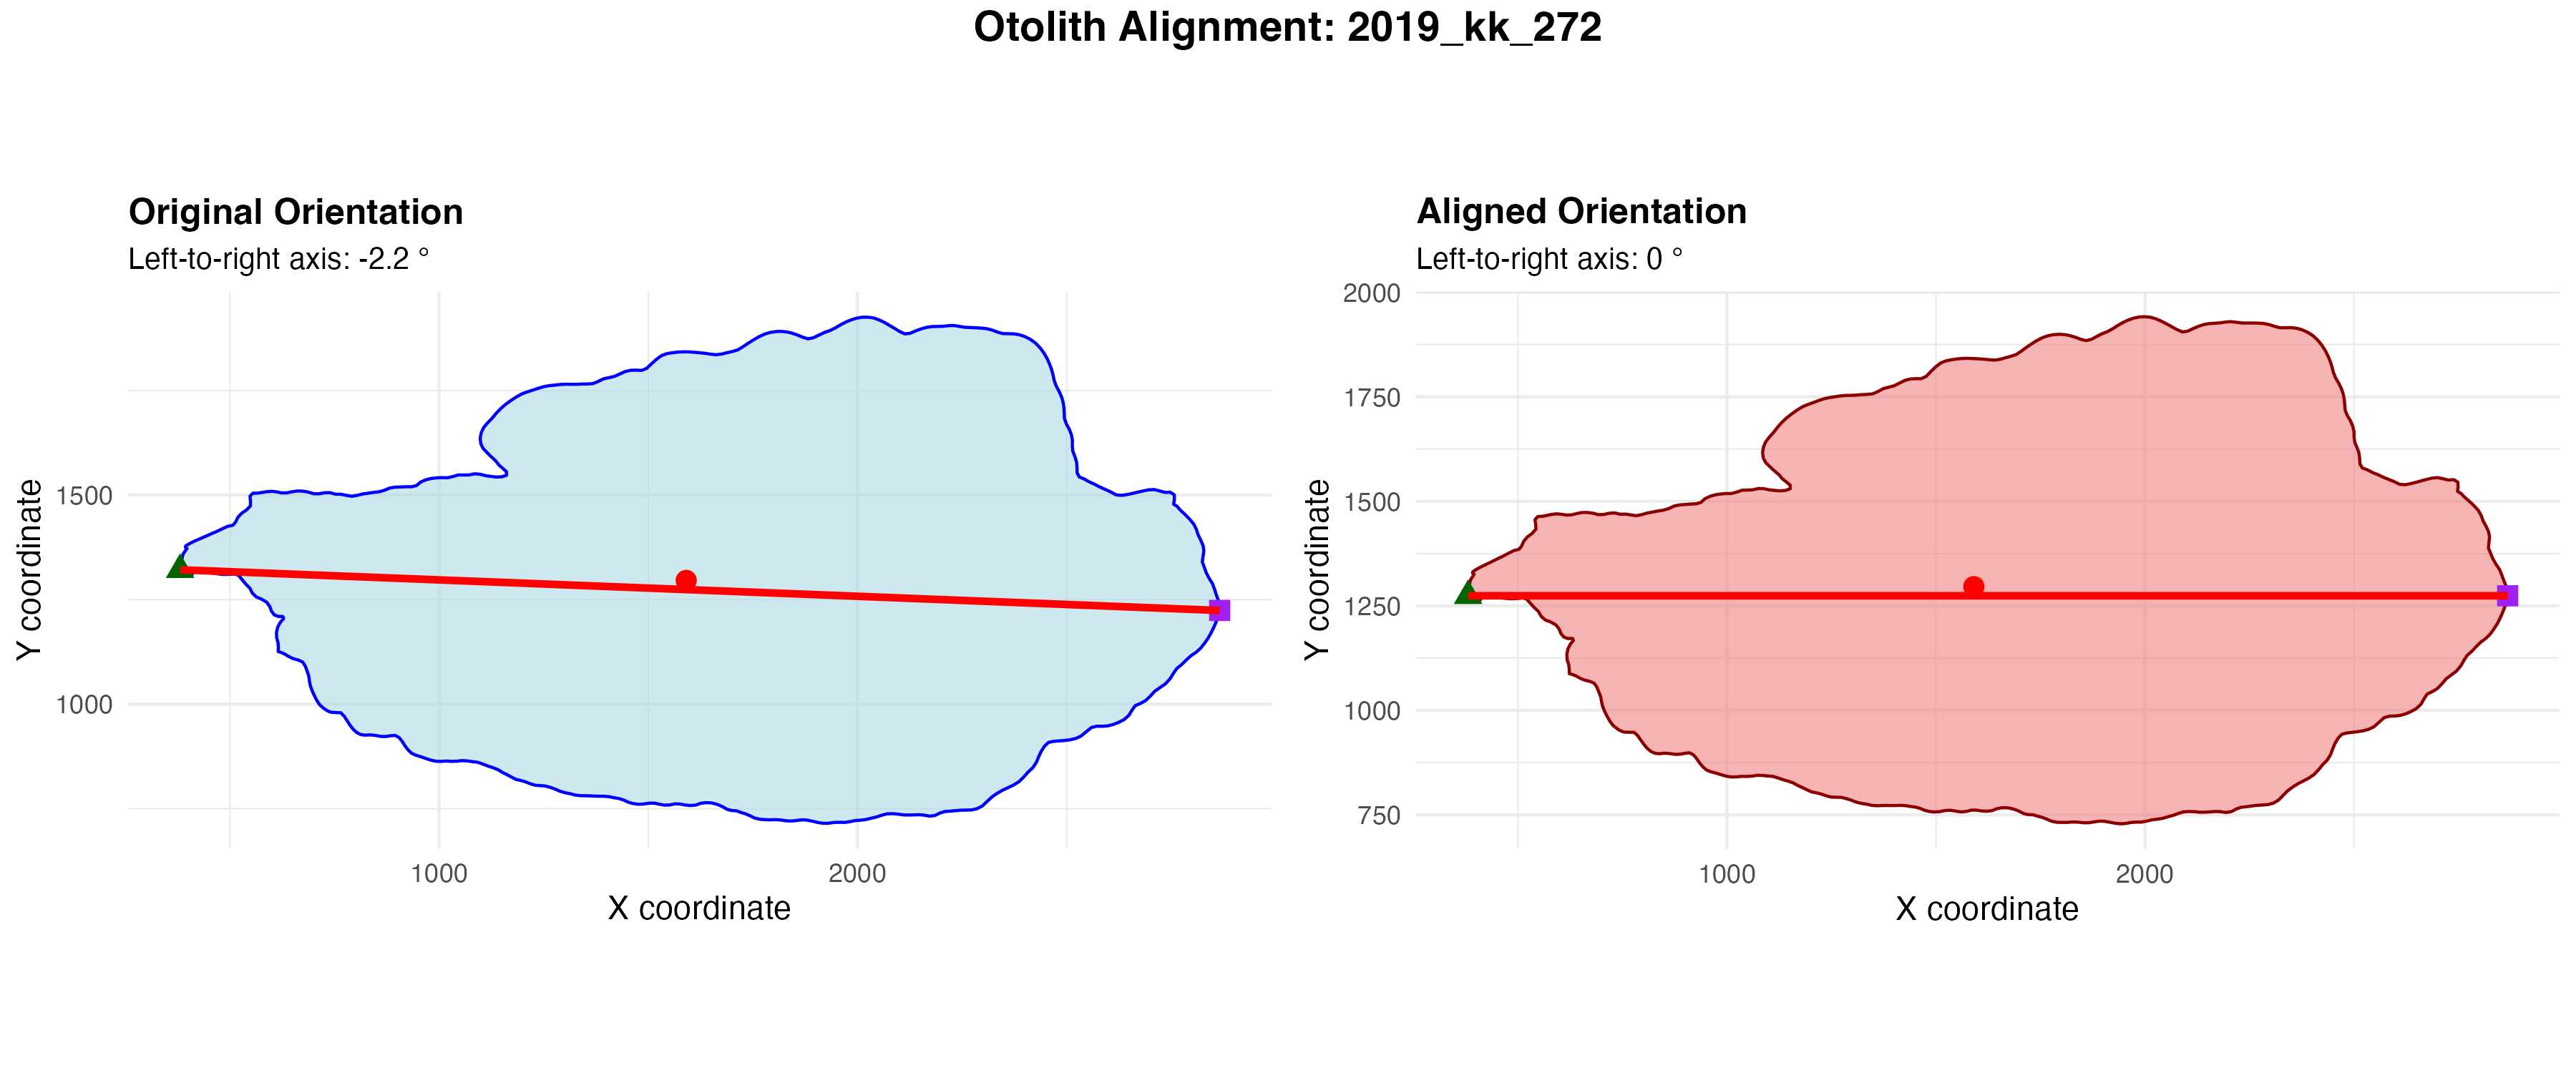 Otolith Alignment: 2019_kk_272
Original Orientation
Left-to-right axis: -2.2 °
Y coordinate
1500
1000
1000
2000
X coordinate
Aligned Orientation
Left-to-right axis: 0 °
Y coordinate
2000
1750
1500
1250
1000
750
1000
2000
X coordinate